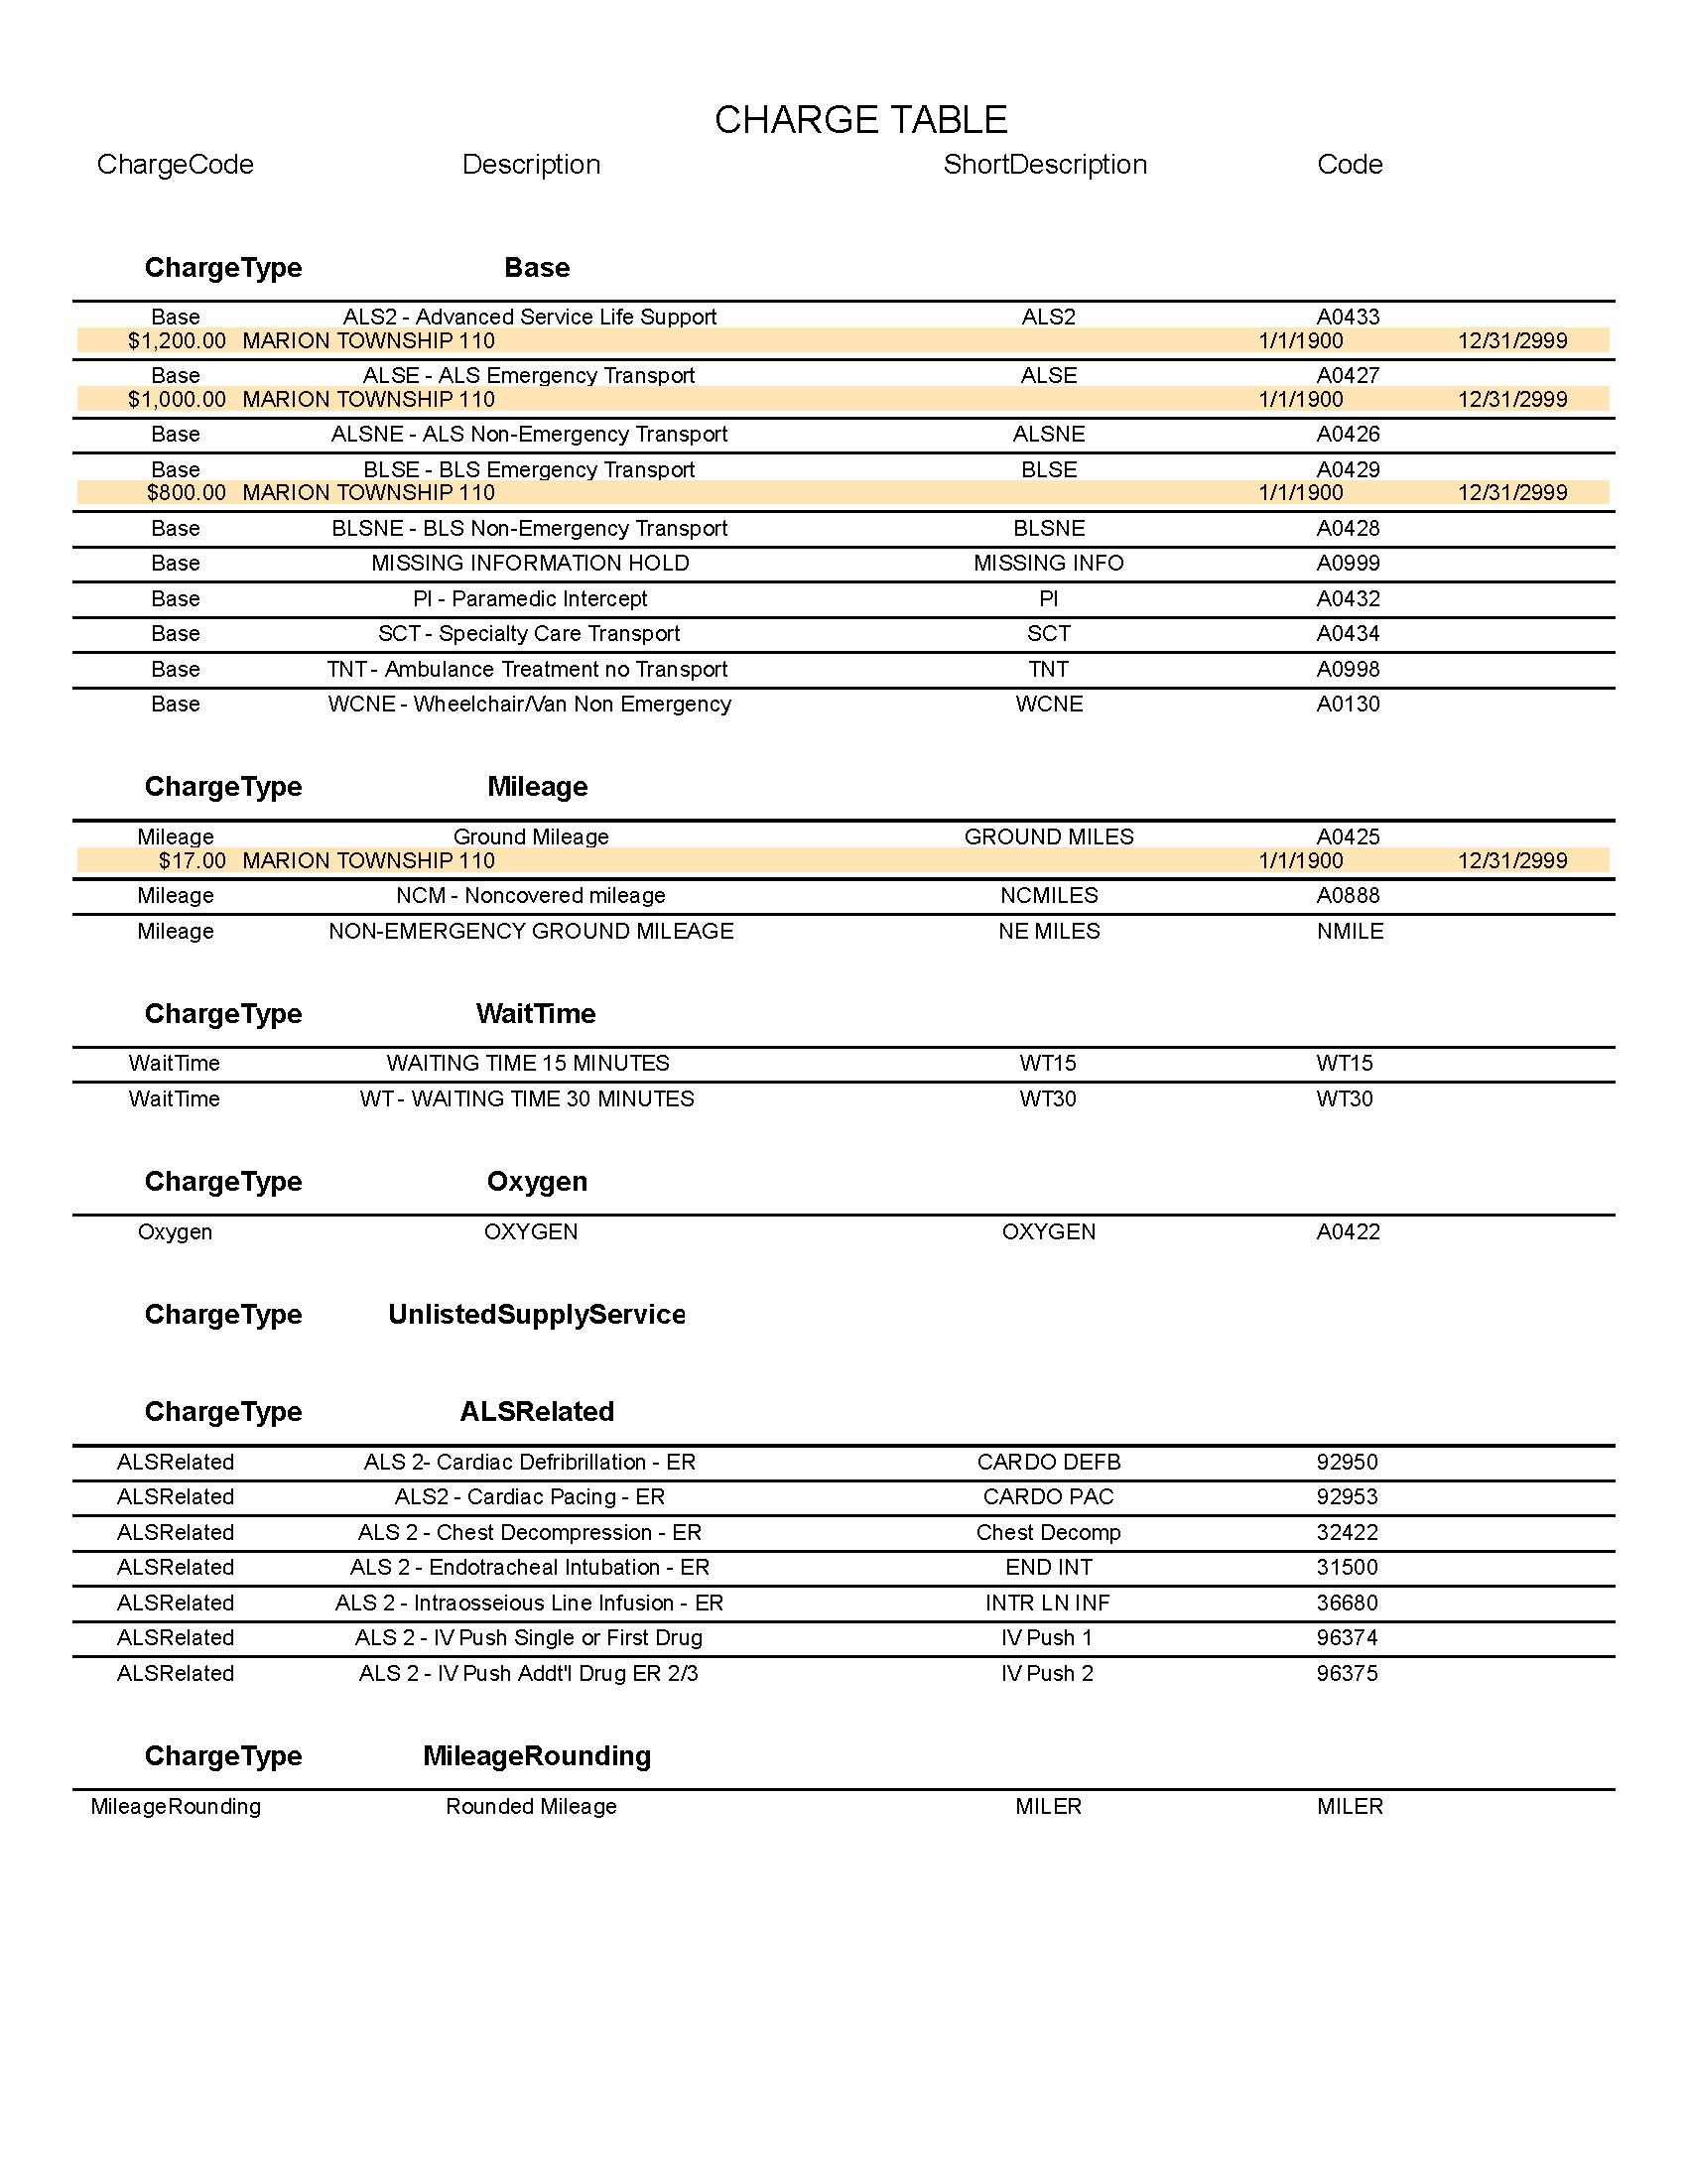 CHARGE TABLE
ChargeCode Description ShortDescription Code
ChargeType Base
Base ALS2 - Advanced Service Life Support ALS2 A0433
$1,200.00 MARION TOWNSHIP 110 1/1/1900 12/31/2999
Base ALSE - ALS Emergency Transport ALSE A0427
$1,000.00 MARION TOWNSHIP 110 1/1/1900 12/31/2999
Base ALSNE - ALS Non-Emergency Transport ALSNE A0426
Base BLSE - BLS Emergency Transport BLSE A0429
$800.00 MARION TOWNSHIP 110 1/1/1900 12/31/2999
Base BLSNE - BLS Non-Emergency Transport BLSNE A0428
Base MISSING INFORMATION HOLD MISSING INFO A0999
Base PI - Paramedic Intercept PI A0432
Base SCT - Specialty Care Transport SCT A0434
Base TNT - Ambulance Treatment no Transport TNT A0998
Base WCNE - Wheelchair/Van Non Emergency WCNE A0130
ChargeType Mileage
Mileage Ground Mileage GROUND MILES A0425
$17.00 MARION TOWNSHIP 110 1/1/1900 12/31/2999
Mileage NCM - Noncovered mileage NCMILES A0888
Mileage NON-EMERGENCY GROUND MILEAGE NE MILES NMILE
ChargeType WaitTime
WaitTime WAITING TIME 15 MINUTES WT15 WT15
WaitTime WT - WAITING TIME 30 MINUTES WT30 WT30
ChargeType Oxygen
Oxygen OXYGEN OXYGEN A0422
ChargeType UnlistedSupplyService
ChargeType ALSRelated
ALSRelated ALS 2- Cardiac Defribrillation - ER CARDO DEFB 92950
ALSRelated ALS2 - Cardiac Pacing - ER CARDO PAC 92953
ALSRelated ALS 2 - Chest Decompression - ER Chest Decomp 32422
ALSRelated ALS 2 - Endotracheal Intubation - ER END INT 31500
ALSRelated ALS 2 - Intraosseious Line Infusion - ER INTR LN INF 36680
ALSRelated ALS 2 - IV Push Single or First Drug IV Push 1 96374
ALSRelated ALS 2 - IV Push Addt'l Drug ER 2/3 IV Push 2 96375
ChargeType MileageRounding
MileageRounding Rounded Mileage MILER MILER